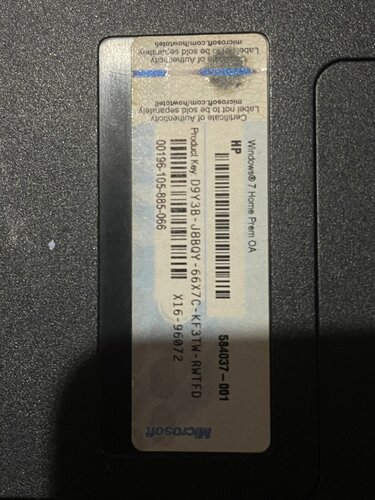 Certificate of Authenticity
Label not to be sold separately
microsoft.com/howtotell
Certificate of Authenticity
Label not to be sold separately
microsoft.com/howtotell
Windows® 7 Home Prem OA
HP
584037-001
Product Key: D9Y3B-J8BQY-66X7C-KF3TW-RWTFD
00196-105-885-066
X16-96072
Microsoft